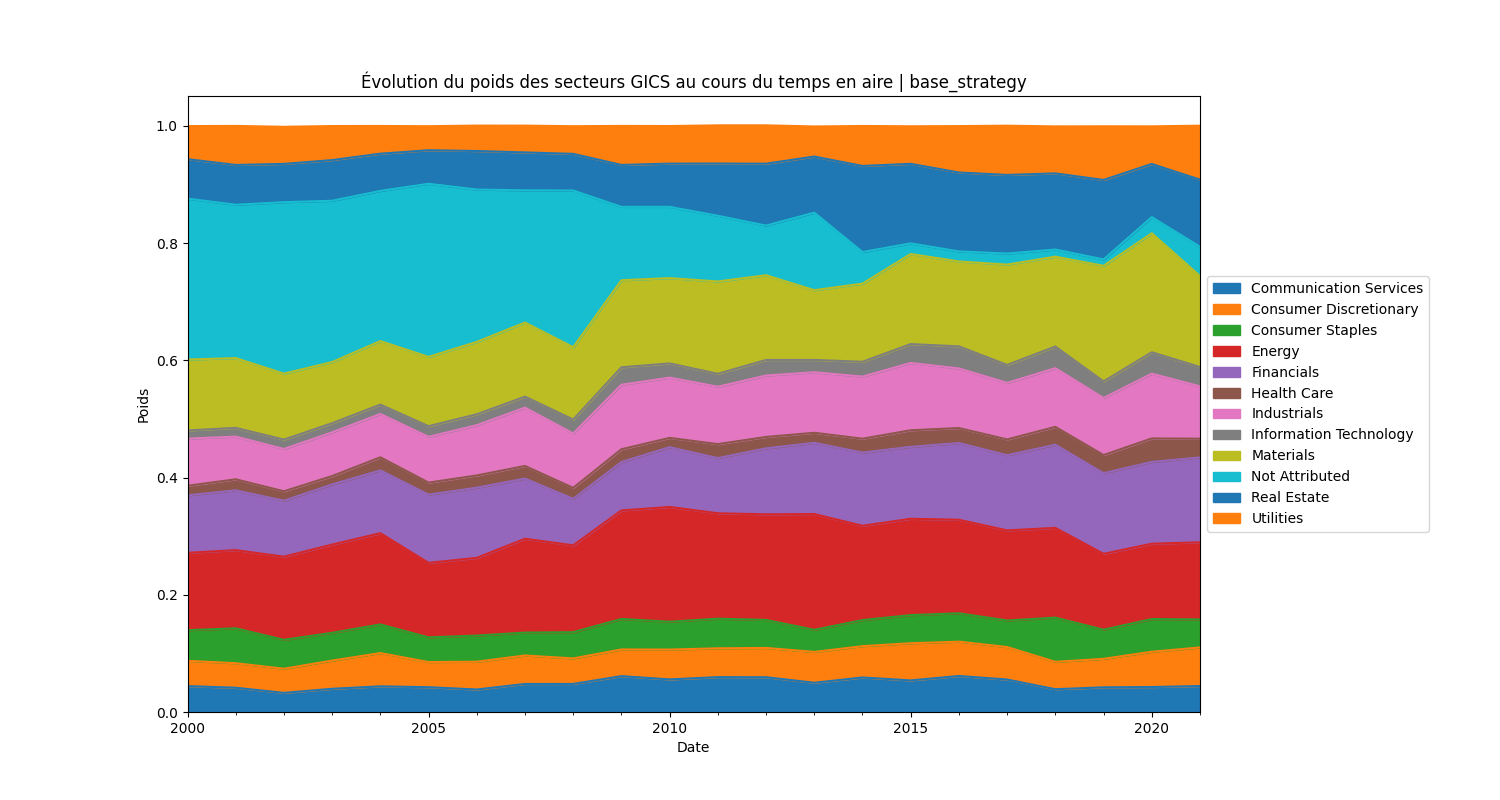 Évolution du poids des secteurs GICS au cours du temps en aire | base_strategy
1.0
0.8
0.6
0.4
0.2
0.0
Poids
2000
2005
2010
2015
2020
Date
Communication Services
Consumer Discretionary
Consumer Staples
Energy
Financials
Health Care
Industrials
Information Technology
Materials
Not Attributed
Real Estate
Utilities